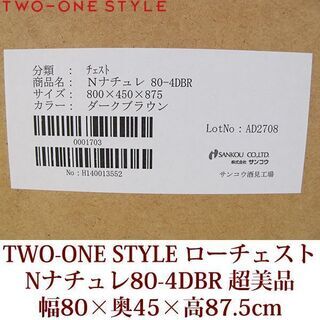 TWO-ONE STYLE
分類 : チェスト
商品名 : Nナチュレ 80-4DBR
サイズ : 800×450×875
カラー : ダークブラウン
0001703
LotNo : AD2708
SANKOU CO.,LTD.
株式会社サンコウ
サンコウ酒見工場
No:H140013552
TWO-ONE STYLE ローチェスト
Nナチュレ80-4DBR 超美品
幅80×奥45×高87.5cm